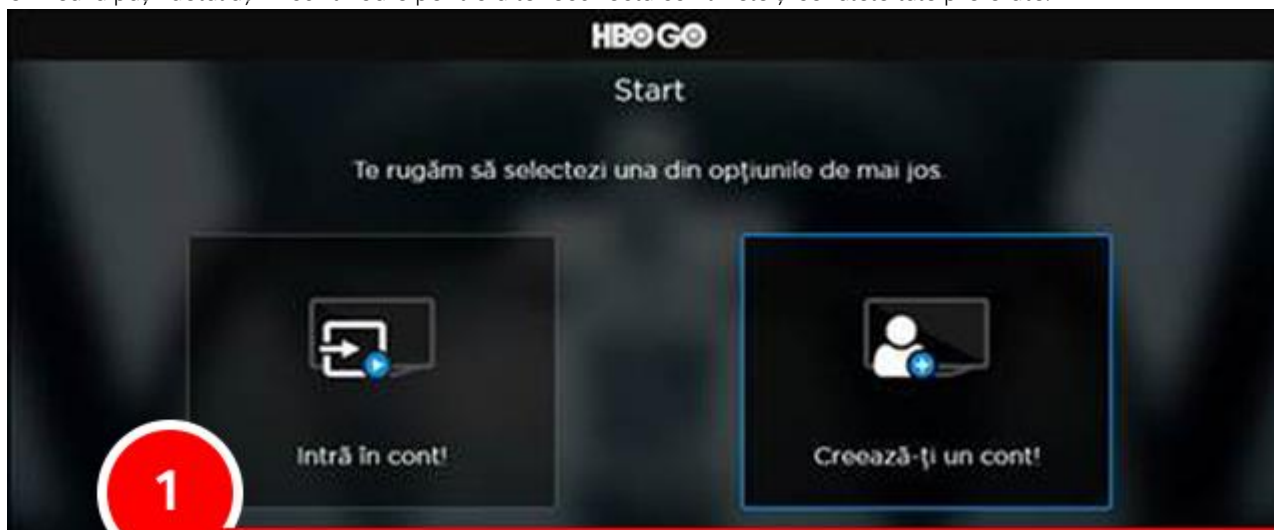 HBO GO
Start
Te rugăm să selectezi una din opțiunile de mai jos.
Intră în cont!
Creează-ți un cont!
1